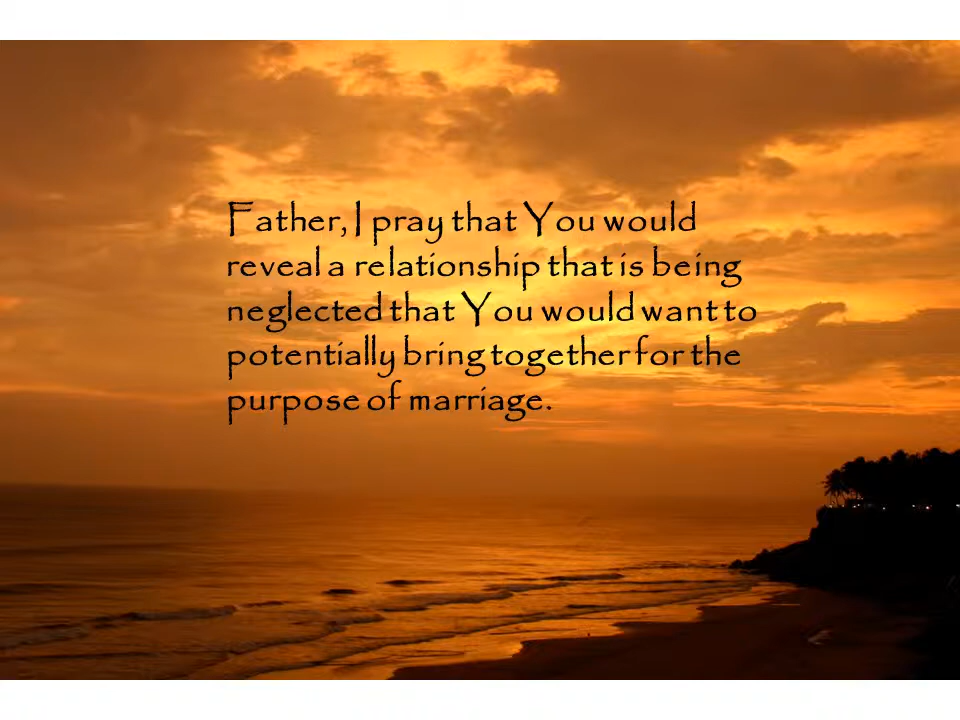 Father, I pray that You would
reveal a relationship that is being
neglected that You would want to
potentially bring together for the
purpose of marriage.